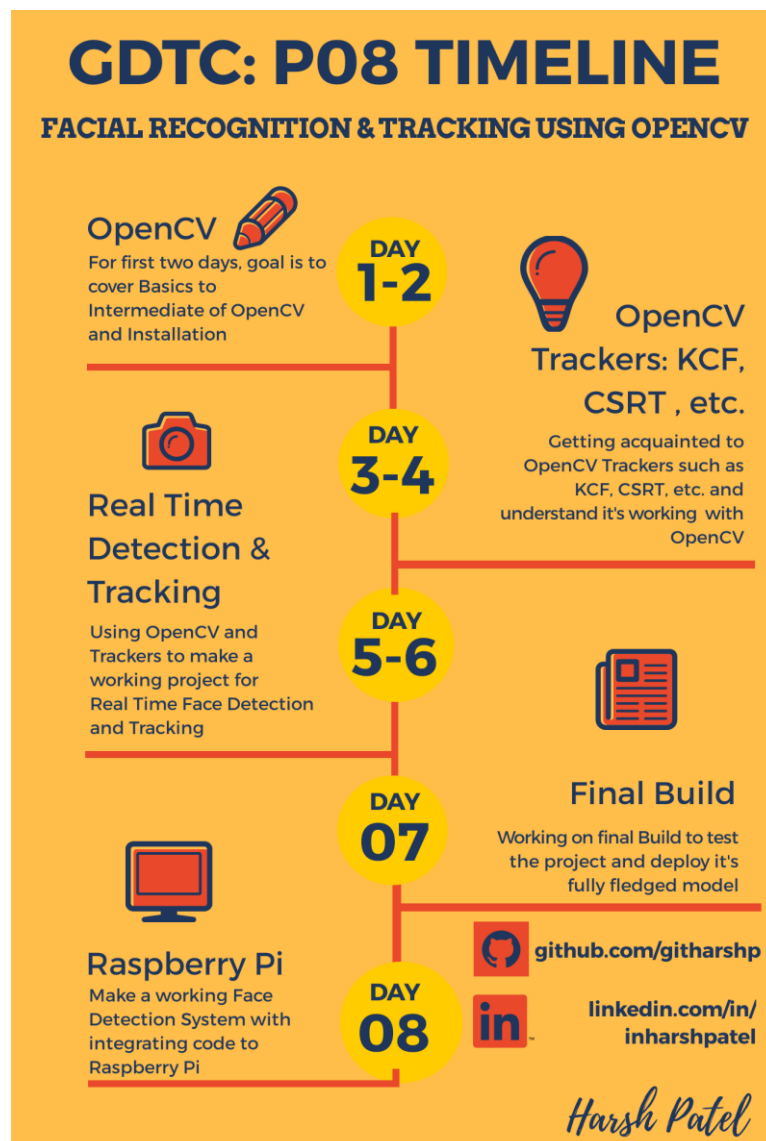 GDTC: P08 TIMELINE
FACIAL RECOGNITION & TRACKING USING OPENCV
DAY
1-2
OpenCV
For first two days, goal is to
cover Basics to
Intermediate of OpenCV
and Installation
DAY
3-4
OpenCV
Trackers: KCF,
CSRT , etc.
Getting acquainted to
OpenCV Trackers such as
KCF, CSRT, etc. and
understand it's working with
OpenCV
DAY
5-6
Real Time
Detection &
Tracking
Using OpenCV and
Trackers to make a
working project for
Real Time Face Detection
and Tracking
DAY
07
Final Build
Working on final Build to test
the project and deploy it's
fully fledged model
DAY
08
Raspberry Pi
Make a working Face
Detection System with
integrating code to
Raspberry Pi
github.com/githarshp
in
linkedin.com/in/
inharshpatel
Harsh Patel